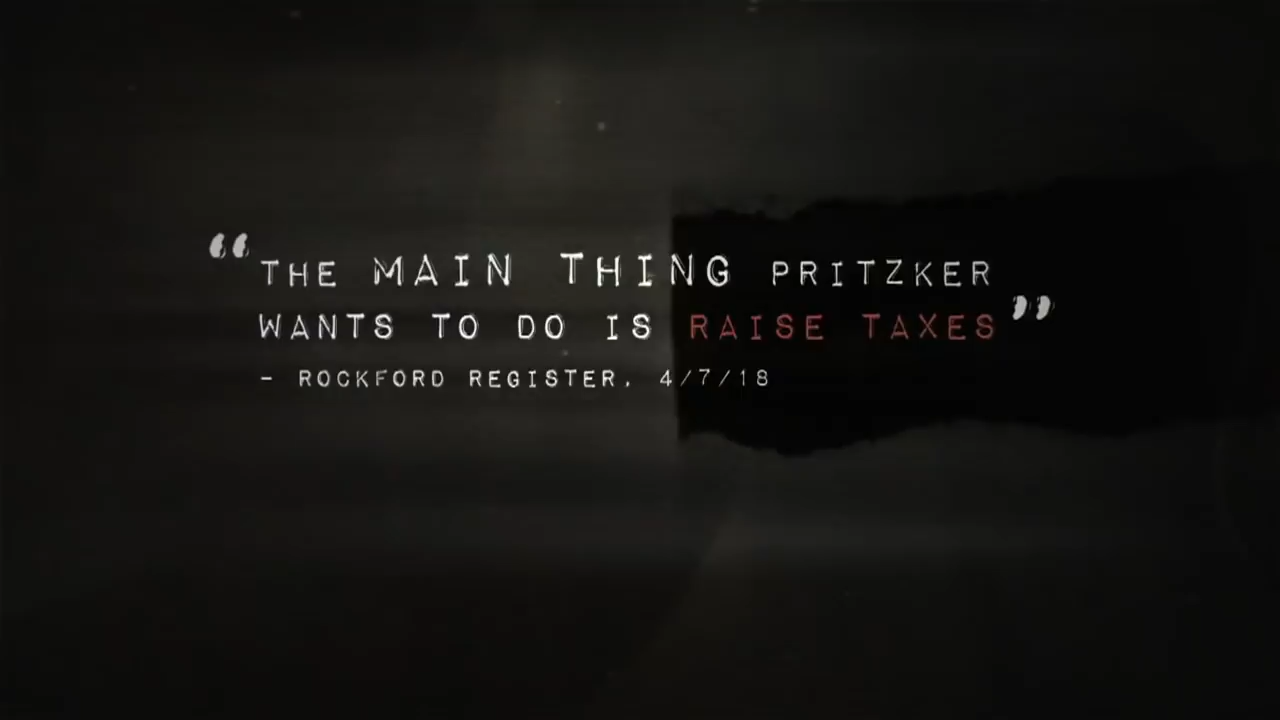 “THE MAIN THING PRITZKER
WANTS TO DO IS RAISE TAXES”
- ROCKFORD REGISTER, 4/7/18